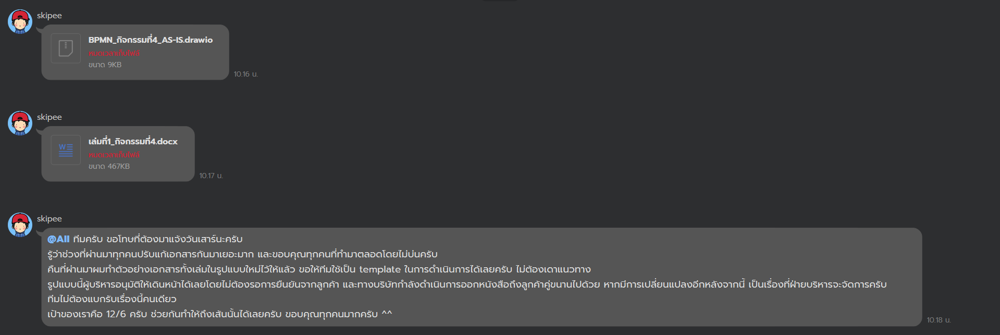 skipee
BPMN_กิจกรรมที่4_AS-IS.drawio
หมดเวลาเก็บไฟล์
ขนาด 9KB
10.16 น.
skipee
W
เล่มที่1_กิจกรรมที่4.docx
หมดเวลาเก็บไฟล์
ขนาด 467KB
10.17 น.
skipee
@All ทีมครับ ขอโทษที่ต้องมาแจ้งวันเสาร์นะครับ
รู้ว่าช่วงที่ผ่านมาทุกคนปรับแก้เอกสารกันมาเยอะมาก และขอบคุณทุกคนที่ทำมาตลอดโดยไม่บ่นครับ
คืนที่ผ่านมาผมทำตัวอย่างเอกสารทั้งเล่มในรูปแบบใหม่ไว้ให้แล้ว ขอให้ทีมใช้เป็น template ในการดำเนินการได้เลยครับ ไม่ต้องเดาแนวทาง
รูปแบบนี้ผู้บริหารอนุมัติให้เดินหน้าได้เลยโดยไม่ต้องรอการยืนยันจากลูกค้า และทางบริษัทกำลังดำเนินการออกหนังสือถึงลูกค้าคู่ขนานไปด้วย หากมีการเปลี่ยนแปลงอีกหลังจากนี้ เป็นเรื่องที่ฝ่ายบริหารจะจัดการครับ
ทีมไม่ต้องแบกรับเรื่องนี้คนเดียว
เป้าของเราคือ 12/6 ครับ ช่วยกันทำให้ถึงเส้นนั้นได้เลยครับ ขอบคุณทุกคนมากครับ ^^
10.18 น.